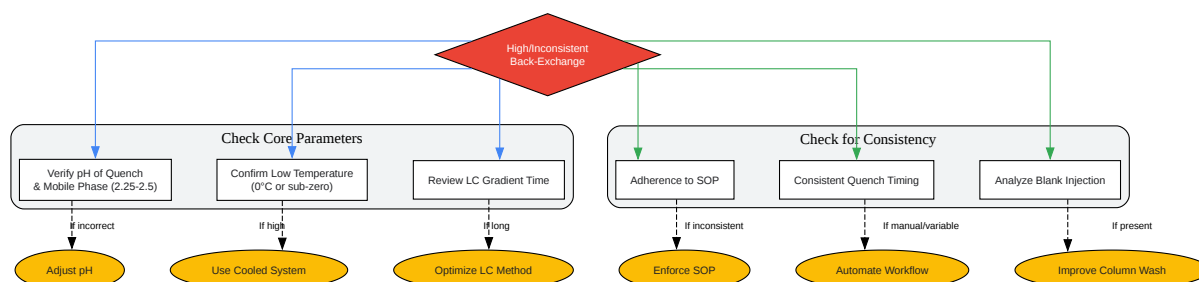 High/Inconsistent
Back-Exchange
Check Core Parameters
Check for Consistency
Verify pH of Quench
& Mobile Phase (2.25-2.5)
Confirm Low Temperature
(0°C or sub-zero)
Review LC Gradient Time
Adherence to SOP
Consistent Quench Timing
Analyze Blank Injection
If incorrect
If high
If long
If inconsistent
If manual/variable
If present
Adjust pH
Use Cooled System
Optimize LC Method
Enforce SOP
Automate Workflow
Improve Column Wash